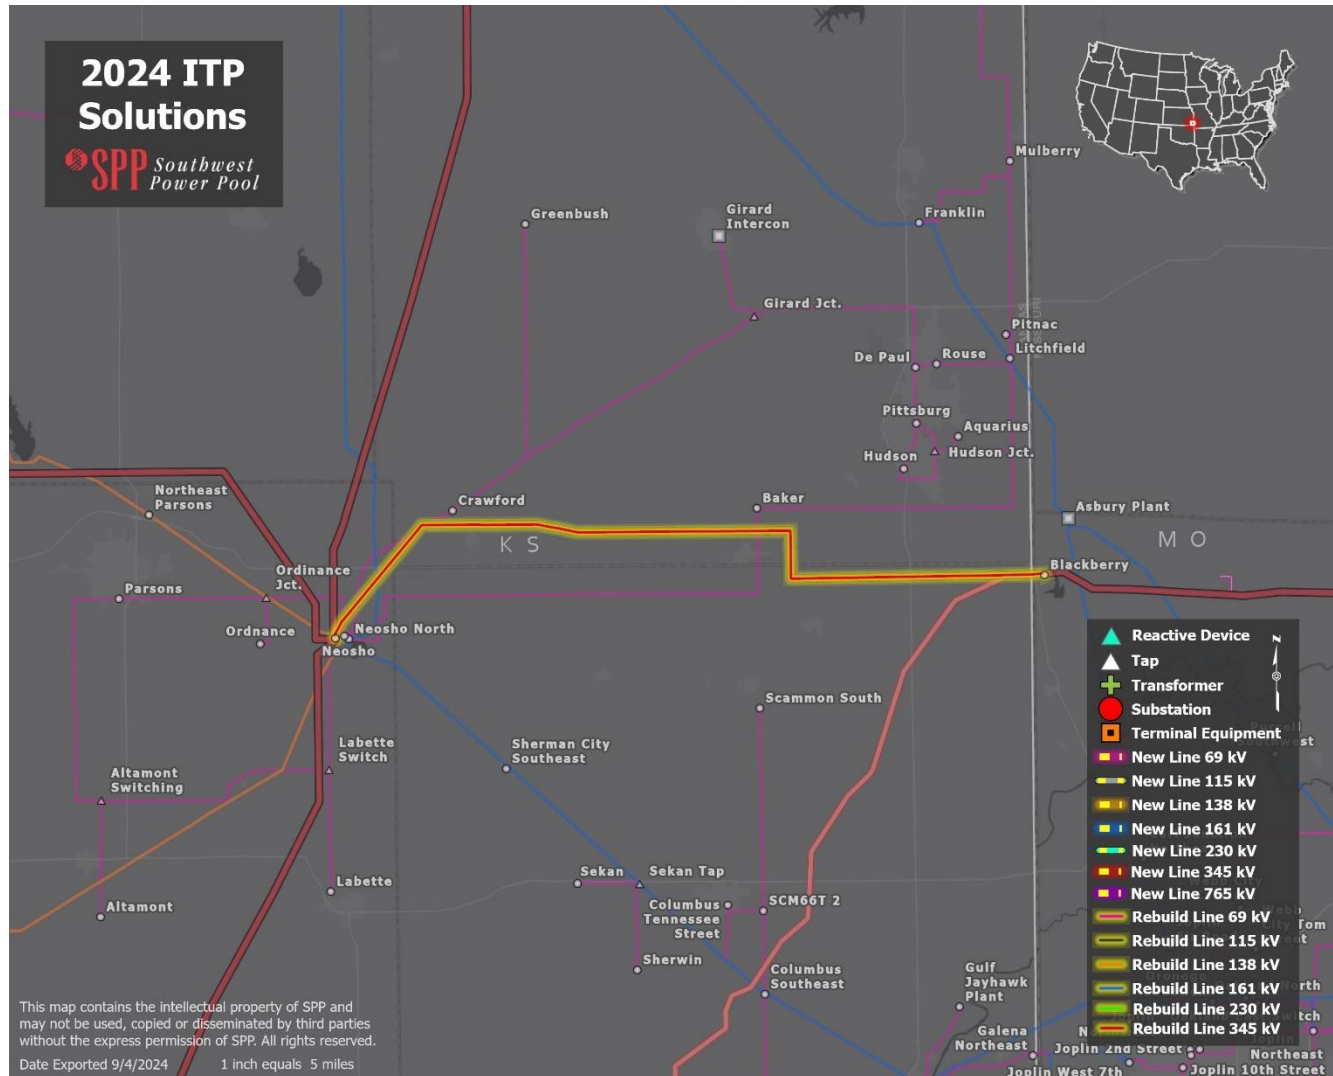 2024 ITP
Solutions
SPP Southwest
Power Pool
Mulberry
Greenbush
Girard
Intercon
Franklin
Girard Jct.
KANSAS
MISSOURI
Pitnac
Litchfield
De Paul
Rouse
Pittsburg
Aquarius
Hudson
Hudson Jct.
Northeast
Parsons
Crawford
Baker
Asbury Plant
K S
M O
Blackberry
Ordinance
Jct.
Parsons
Ordnance
Neosho North
Neosho
Scammon South
Labette
Switch
Sherman City
Southeast
Altamont
Switching
Labette
Altamont
Sekan
Sekan Tap
Columbus
Tennessee
Street
SCM66T 2
Sherwin
Columbus
Southeast
Gulf
Jayhawk
Plant
Galena
Northeast
Joplin 2nd Street
Joplin West 7th
Joplin
Northeast
Joplin 10th Street
N
Reactive Device
Tap
Transformer
Substation
Terminal Equipment
New Line 69 kV
New Line 115 kV
New Line 138 kV
New Line 161 kV
New Line 230 kV
New Line 345 kV
New Line 765 kV
Rebuild Line 69 kV
Rebuild Line 115 kV
Rebuild Line 138 kV
Rebuild Line 161 kV
Rebuild Line 230 kV
Rebuild Line 345 kV
This map contains the intellectual property of SPP and
may not be used, copied or disseminated by third parties
without the express permission of SPP. All rights reserved.
Date Exported 9/4/2024 1 inch equals 5 miles